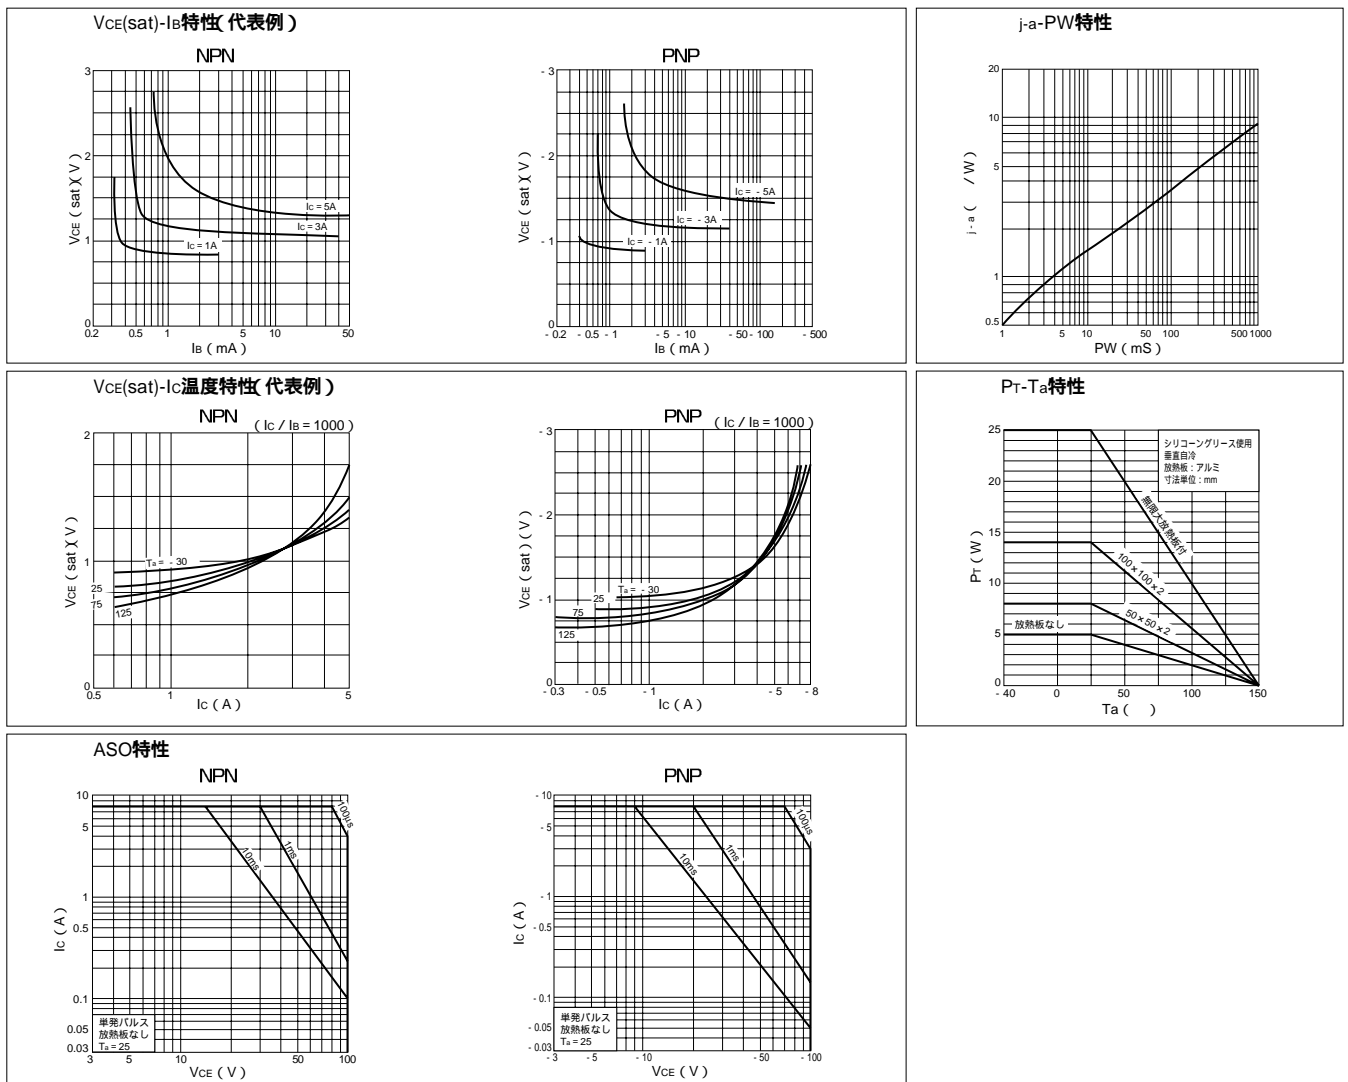 VCE(sat)-IB特性(代表例)
NPN
3
2
1
0
0.2
0.5
1
5
10
50
VCE(sat)(V)
IB(mA)
IC=5A
IC=3A
IC=1A
PNP
-3
-2
-1
0
-0.2
-0.5
-1
-5
-10
-50
-100
-500
VCE(sat)(V)
IB(mA)
IC=-5A
IC=-3A
IC=-1A
j-a-PW特性
20
10
5
1
0.5
1
5
10
50
100
500
1000
j-a( /W)
PW(mS)
VCE(sat)-IC温度特性(代表例)
NPN
(IC/IB=1000)
2
1
0
0.5
1
5
VCE(sat)(V)
IC(A)
Ta=-30
25
75
125
PNP
(IC/IB=1000)
-3
-2
-1
0
-0.3
-0.5
-1
-5
-8
VCE(sat)(V)
IC(A)
Ta=-30
25
75
125
PT-Ta特性
25
20
15
10
5
0
-40
0
50
100
150
PT(W)
Ta( )
シリコーングリース使用
垂直自冷
放熱板:アルミ
寸法単位:mm
無限大放熱板付
100×100×2
50×50×2
放熱板なし
ASO特性
NPN
10
5
1
0.5
0.1
0.05
0.03
3
5
10
50
100
IC(A)
VCE(V)
100μs
1ms
10ms
単発パルス
放熱板なし
Ta=25
PNP
-10
-5
-1
-0.5
-0.1
-0.05
-0.03
-3
-5
-10
-50
-100
IC(A)
VCE(V)
100μs
1ms
10ms
単発パルス
放熱板なし
Ta=25